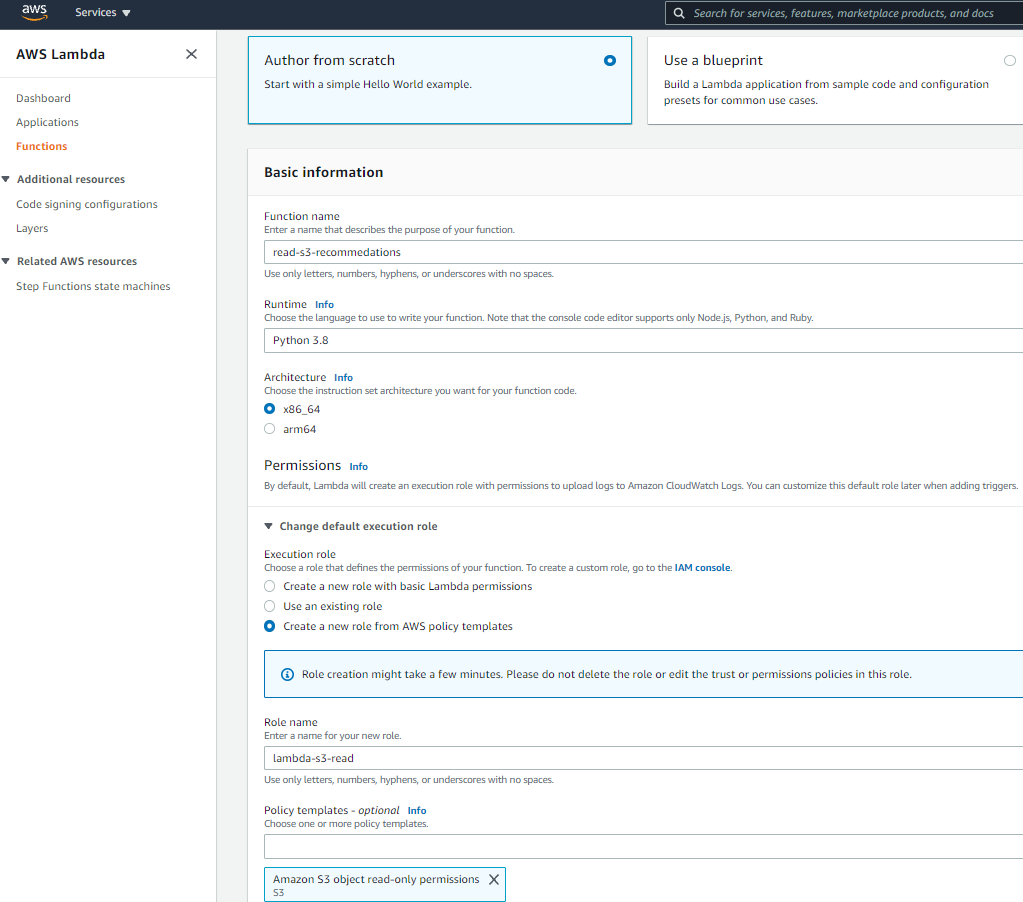 aws
Services
Search for services, features, marketplace products, and docs
AWS Lambda
Dashboard
Applications
Functions
Additional resources
Code signing configurations
Layers
Related AWS resources
Step Functions state machines
Author from scratch
Start with a simple Hello World example.
Use a blueprint
Build a Lambda application from sample code and configuration
presets for common use cases.
Basic information
Function name
Enter a name that describes the purpose of your function.
read-s3-recommedations
Use only letters, numbers, hyphens, or underscores with no spaces.
Runtime Info
Choose the language to use to write your function. Note that the console code editor supports only Node.js, Python, and Ruby.
Python 3.8
Architecture Info
Choose the instruction set architecture you want for your function code.
x86_64
arm64
Permissions Info
By default, Lambda will create an execution role with permissions to upload logs to Amazon CloudWatch Logs. You can customize this default role later when adding triggers.
Change default execution role
Execution role
Choose a role that defines the permissions of your function. To create a custom role, go to the IAM console.
Create a new role with basic Lambda permissions
Use an existing role
Create a new role from AWS policy templates
Role creation might take a few minutes. Please do not delete the role or edit the trust or permissions policies in this role.
Role name
Enter a name for your new role.
lambda-s3-read
Use only letters, numbers, hyphens, or underscores with no spaces.
Policy templates - optional Info
Choose one or more policy templates.
Amazon S3 object read-only permissions
S3